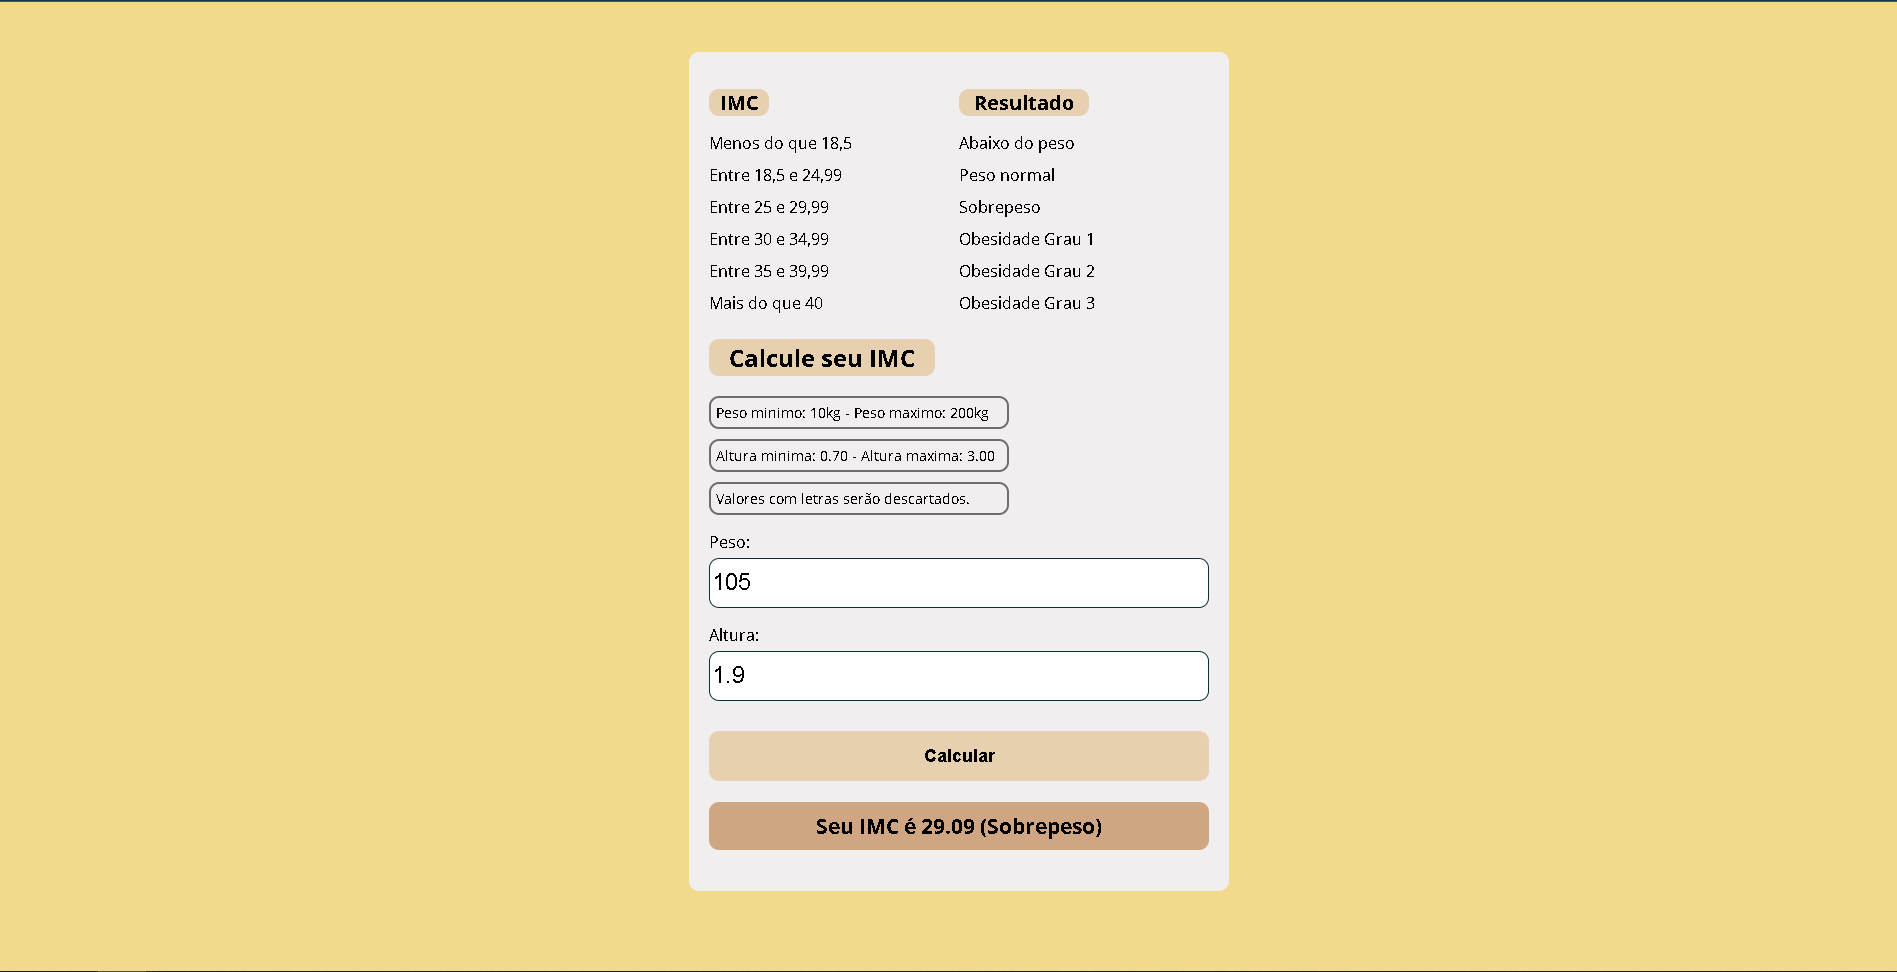 IMC Resultado
Menos do que 18,5 Abaixo do peso
Entre 18,5 e 24,99 Peso normal
Entre 25 e 29,99 Sobrepeso
Entre 30 e 34,99 Obesidade Grau 1
Entre 35 e 39,99 Obesidade Grau 2
Mais do que 40 Obesidade Grau 3
Calcule seu IMC
Peso minimo: 10kg - Peso maximo: 200kg
Altura minima: 0.70 - Altura maxima: 3.00
Valores com letras serão descartados.
Peso:
105
Altura:
1.9
Calcular
Seu IMC é 29.09 (Sobrepeso)